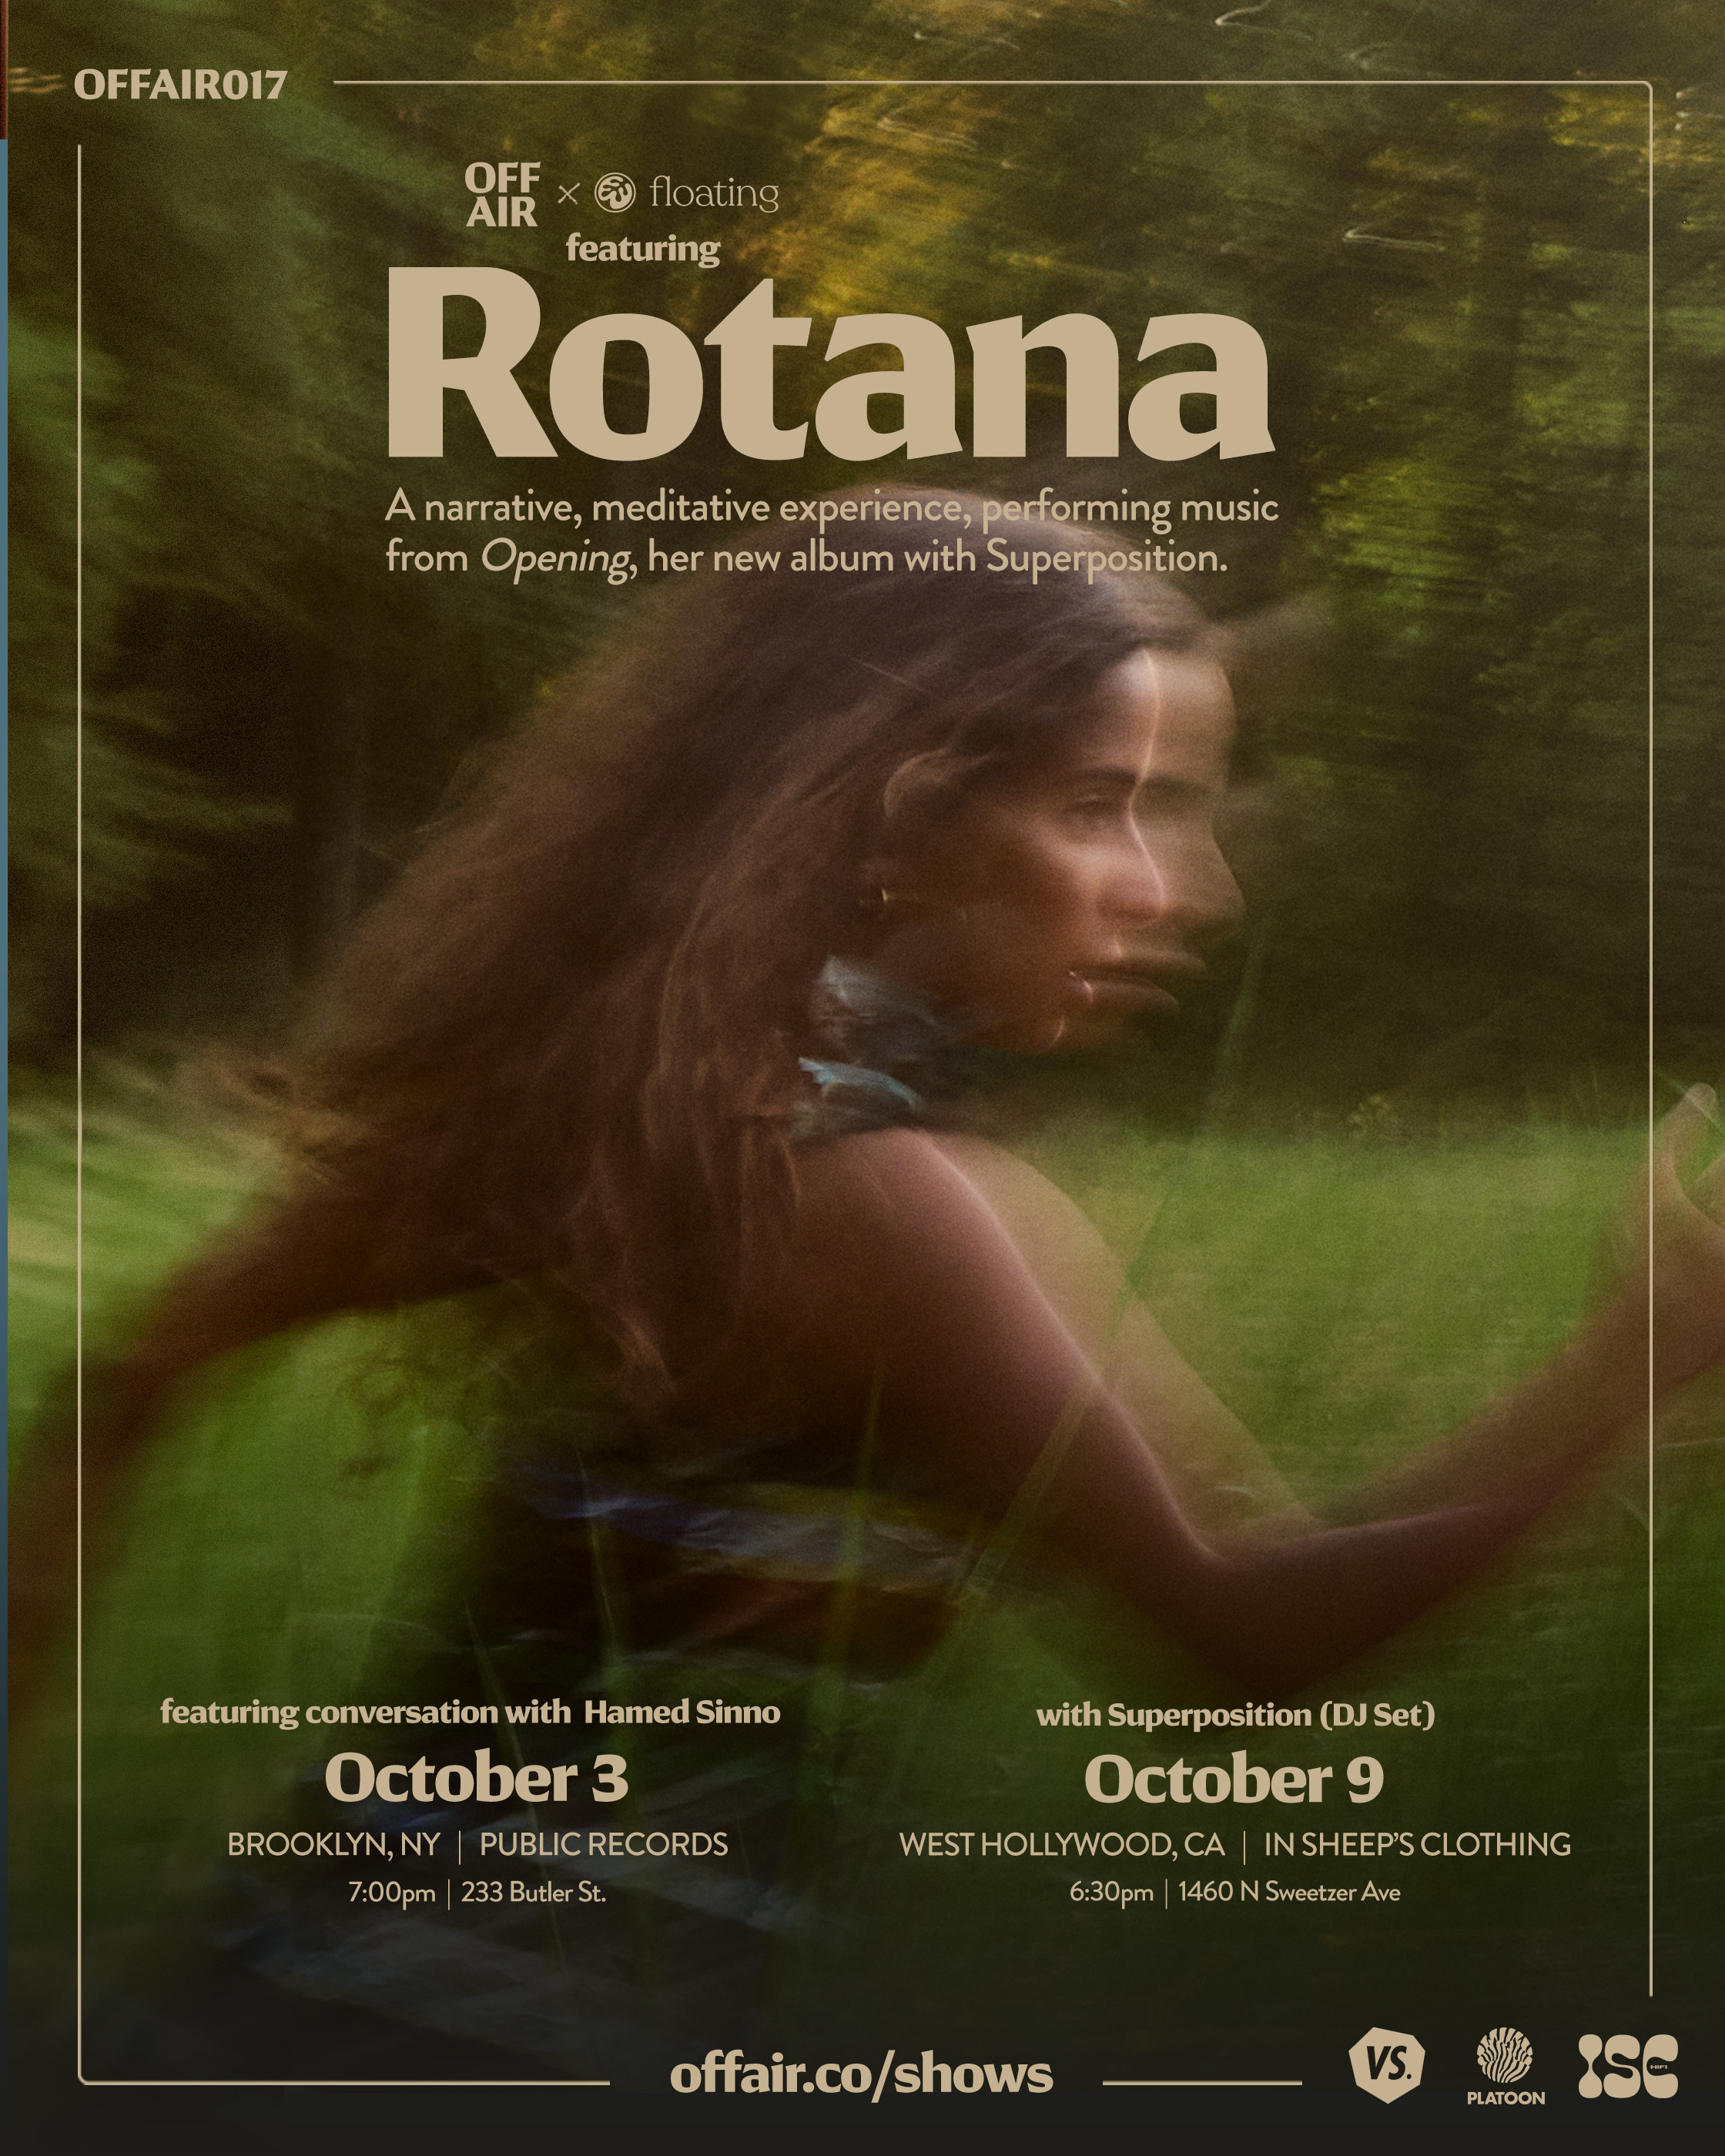 OFFAIR017
OFF
AIR × floating
featuring
Rotana
A narrative, meditative experience, performing music
from Opening, her new album with Superposition.
featuring conversation with Hamed Sinno
October 3
BROOKLYN, NY | PUBLIC RECORDS
7:00pm | 233 Butler St.
with Superposition (DJ Set)
October 9
WEST HOLLYWOOD, CA | IN SHEEP'S CLOTHING
6:30pm | 1460 N Sweetzer Ave
offair.co/shows
VS.
PLATOON
ISC
HIFI